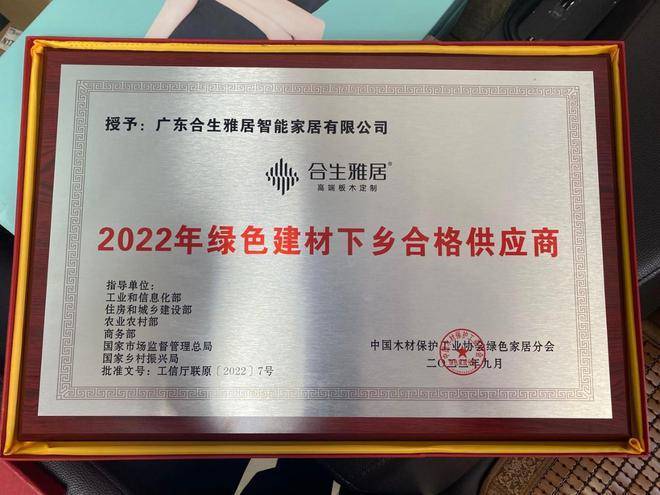 授予：广东合生雅居智能家居有限公司
合生雅居®
高端板木定制
2022年绿色建材下乡合格供应商
指导单位：
工业和信息化部
住房和城乡建设部
农业农村部
商务部
国家市场监督管理总局
国家乡村振兴局
批准文号：工信厅联原〔2022〕7号
中国木材保护工业协会绿色家居分会
二〇二二年九月